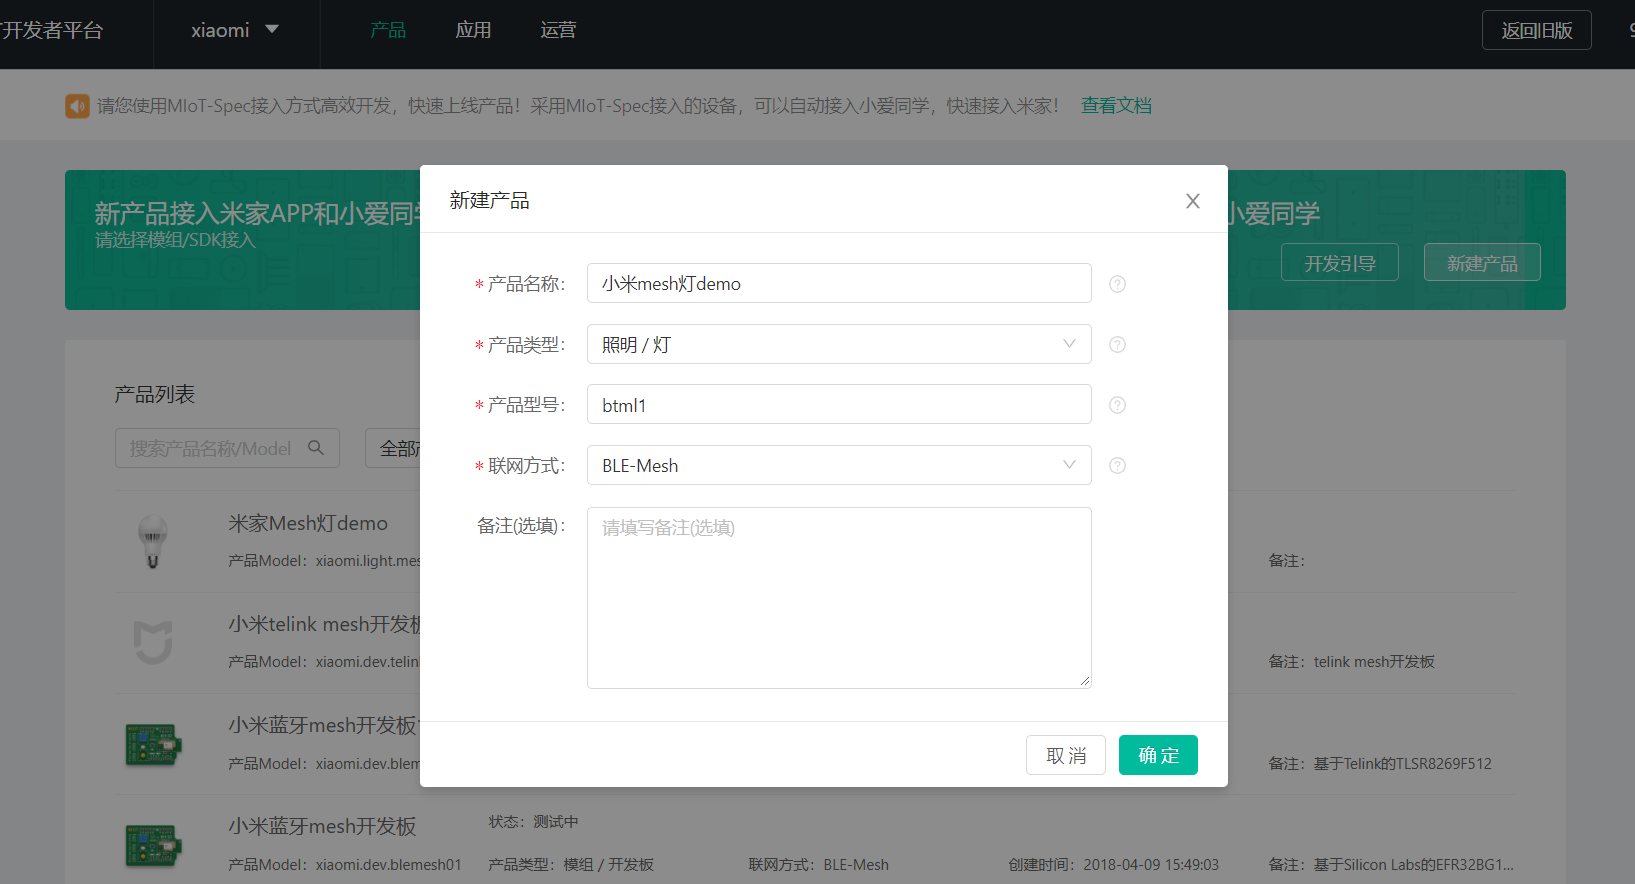 开发者平台 xiaomi 产品 应用 运营 返回旧版
请您使用MIoT-Spec接入方式高效开发，快速上线产品！采用MIoT-Spec接入的设备，可以自动接入小爱同学，快速接入米家！ 查看文档
新产品接入米家APP和小爱同学 小爱同学
请选择模组/SDK接入
开发引导 新建产品
新建产品
* 产品名称： 小米mesh灯demo
* 产品类型： 照明 / 灯
* 产品型号： btml1
* 联网方式： BLE-Mesh
备注(选填)： 请填写备注(选填)
取 消 确 定
产品列表
搜索产品名称/Model 全部
米家Mesh灯demo
产品Model：xiaomi.light.mes 备注：
小米telink mesh开发板
产品Model：xiaomi.dev.telin 备注：telink mesh开发板
小米蓝牙mesh开发板
产品Model：xiaomi.dev.blem 备注：基于Telink的TLSR8269F512
小米蓝牙mesh开发板 状态：测试中
产品Model：xiaomi.dev.blemesh01 产品类型：模组 / 开发板 联网方式：BLE-Mesh 创建时间：2018-04-09 15:49:03 备注：基于Silicon Labs的EFR32BG1...